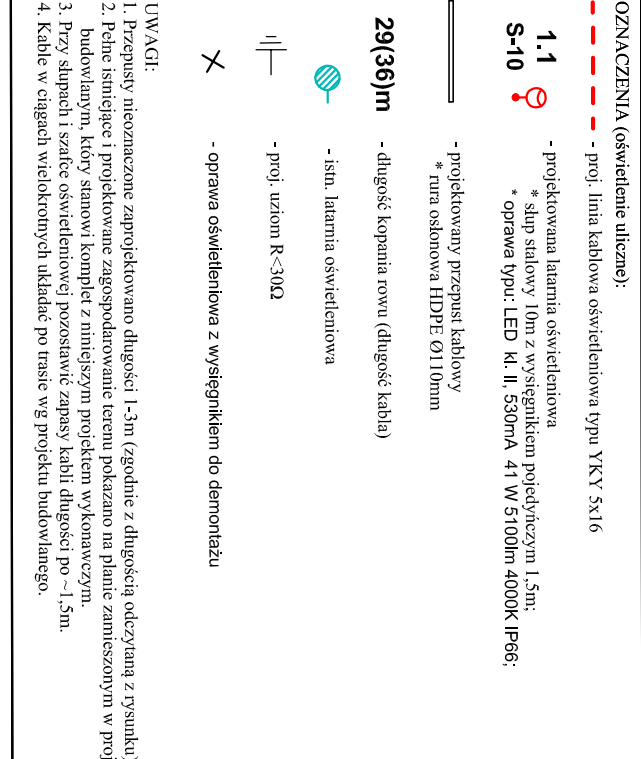 OZNACZENIA (oświetlenie uliczne):
- proj. linia kablowa oświetleniowa typu YKY 5x16
1.1
S-10
- projektowana latarnia oświetleniowa
* słup stalowy 10m z wysięgnikiem pojedyńczym 1,5m;
* oprawa typu: LED kl. II, 530mA 41 W 5100lm 4000K IP66;
- projektowany przepust kablowy
* rura osłonowa HDPE Ø110mm
29(36)m - długość kopania rowu (długość kabla)
- istn. latarnia oświetleniowa
- proj. uziom R<30Ω
- oprawa oświetleniowa z wysięgnikiem do demontażu
UWAGI:
1. Przepusty nieoznaczone zaprojektowano długości 1-3m (zgodnie z długością odczytaną z rysunku)
2. Pełne istniejące i projektowane zagospodarowanie terenu pokazano na planie zamieszonym w proj
budowlanym, który stanowi komplet z niniejszym projektem wykonawczym.
3. Przy słupach i szafce oświetleniowej pozostawić zapasy kabli długości po ~1,5m.
4. Kable w ciągach wielokrotnych układać po trasie wg projektu budowlanego.